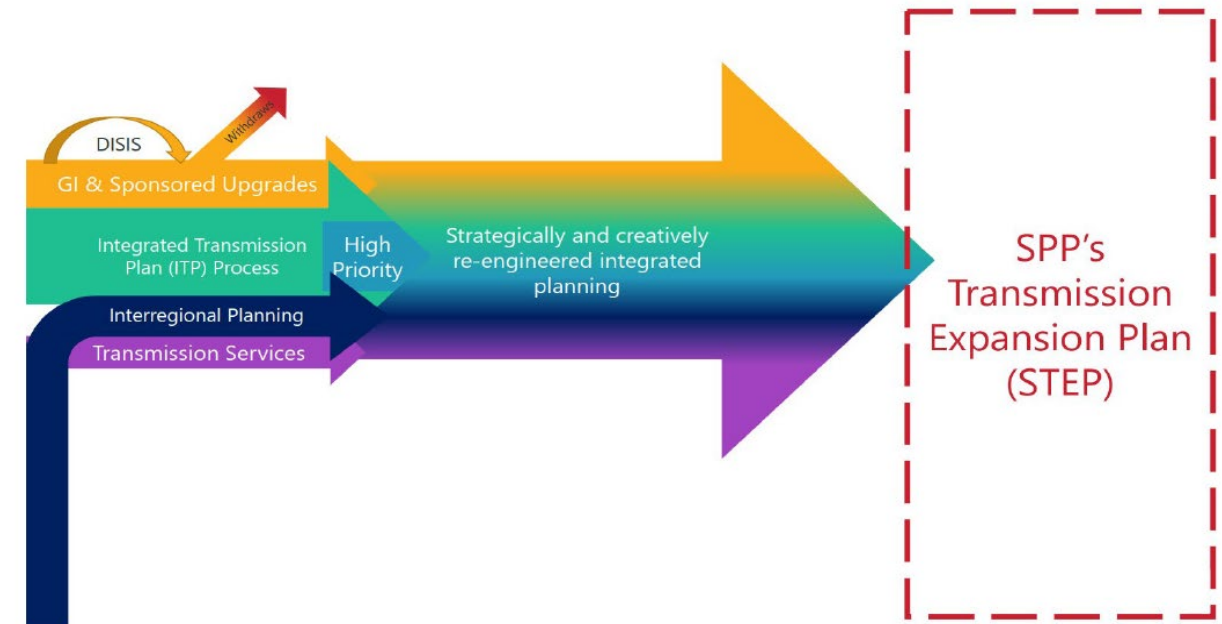 DISIS
Withdraws
GI & Sponsored Upgrades
Integrated Transmission
Plan (ITP) Process
High
Priority
Interregional Planning
Transmission Services
Strategically and creatively
re-engineered integrated
planning
SPP's
Transmission
Expansion Plan
(STEP)